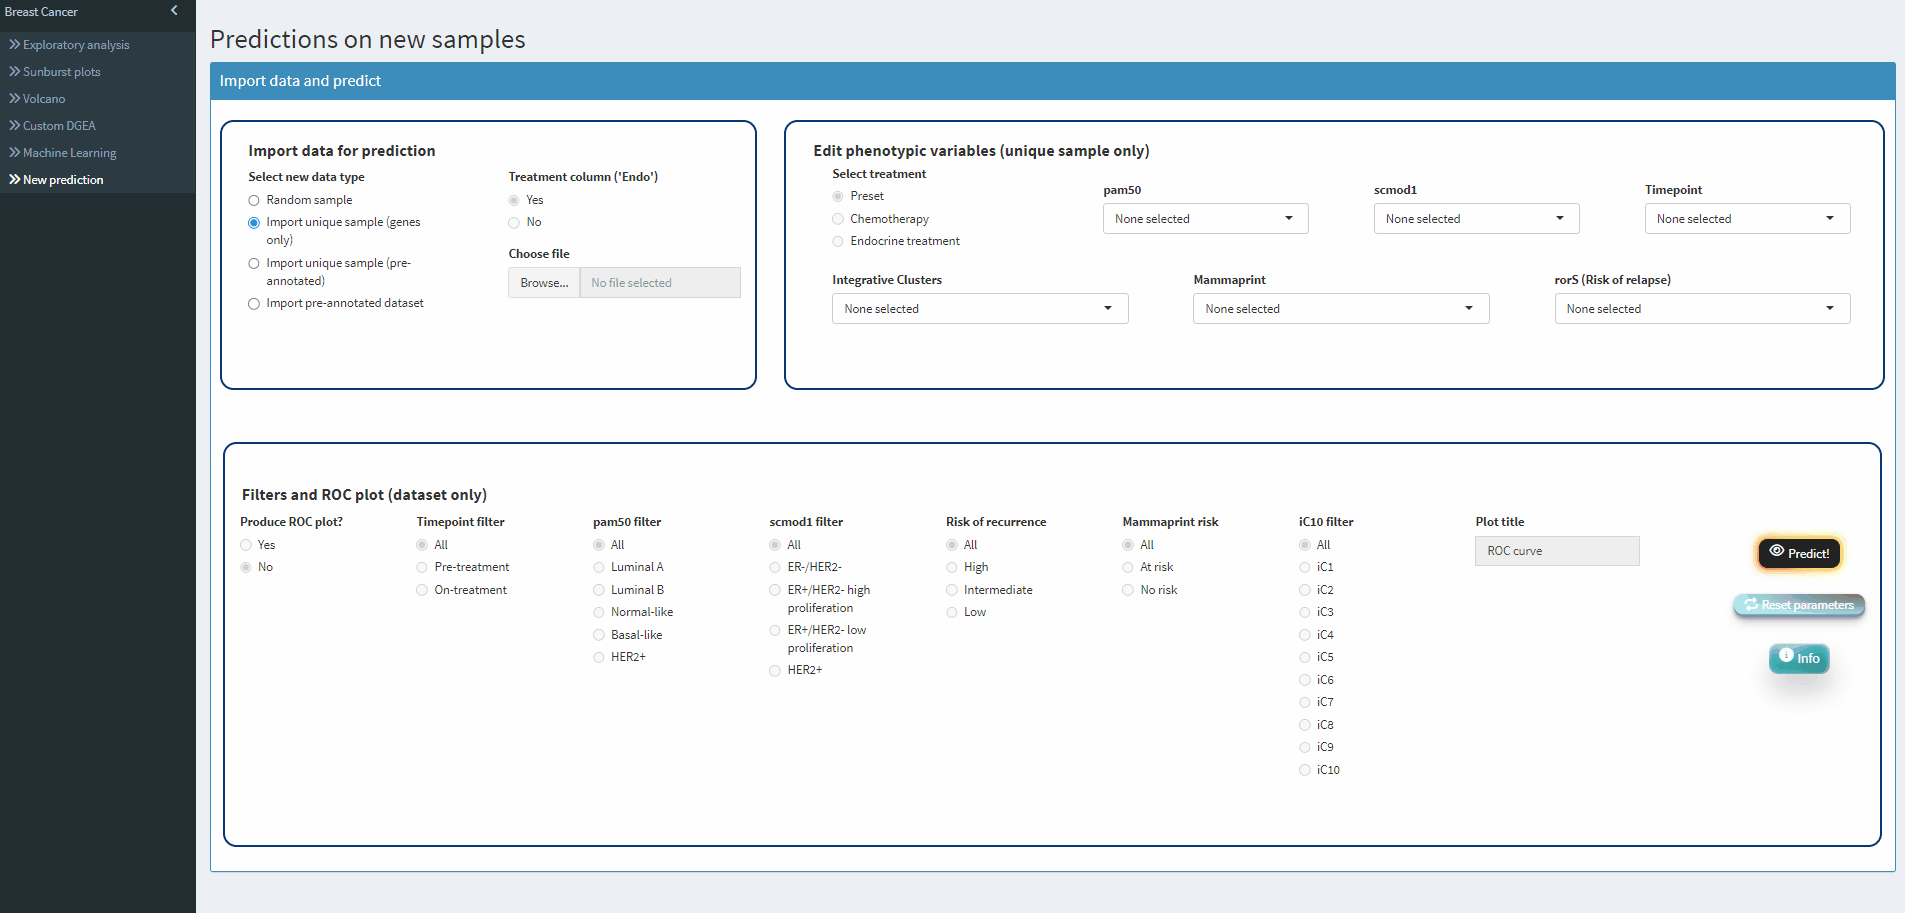 Breast Cancer
Exploratory analysis
Sunburst plots
Volcano
Custom DGEA
Machine Learning
New prediction
Predictions on new samples
Import data and predict
Import data for prediction
Select new data type
Random sample
Import unique sample (genes
only)
Import unique sample (pre-
annotated)
Import pre-annotated dataset
Treatment column ('Endo')
Yes
No
Choose file
Browse...
No file selected
Edit phenotypic variables (unique sample only)
Select treatment
Preset
Chemotherapy
Endocrine treatment
pam50
None selected
scmod1
None selected
Timepoint
None selected
Integrative Clusters
None selected
Mammaprint
None selected
rorS (Risk of relapse)
None selected
Filters and ROC plot (dataset only)
Produce ROC plot?
Yes
No
Timepoint filter
All
Pre-treatment
On-treatment
pam50 filter
All
Luminal A
Luminal B
Normal-like
Basal-like
HER2+
scmod1 filter
All
ER-/HER2-
ER+/HER2- high
proliferation
ER+/HER2- low
proliferation
HER2+
Risk of recurrence
All
High
Intermediate
Low
Mammaprint risk
All
At risk
No risk
iC10 filter
All
iC1
iC2
iC3
iC4
iC5
iC6
iC7
iC8
iC9
iC10
Plot title
ROC curve
Predict!
Reset parameters
Info